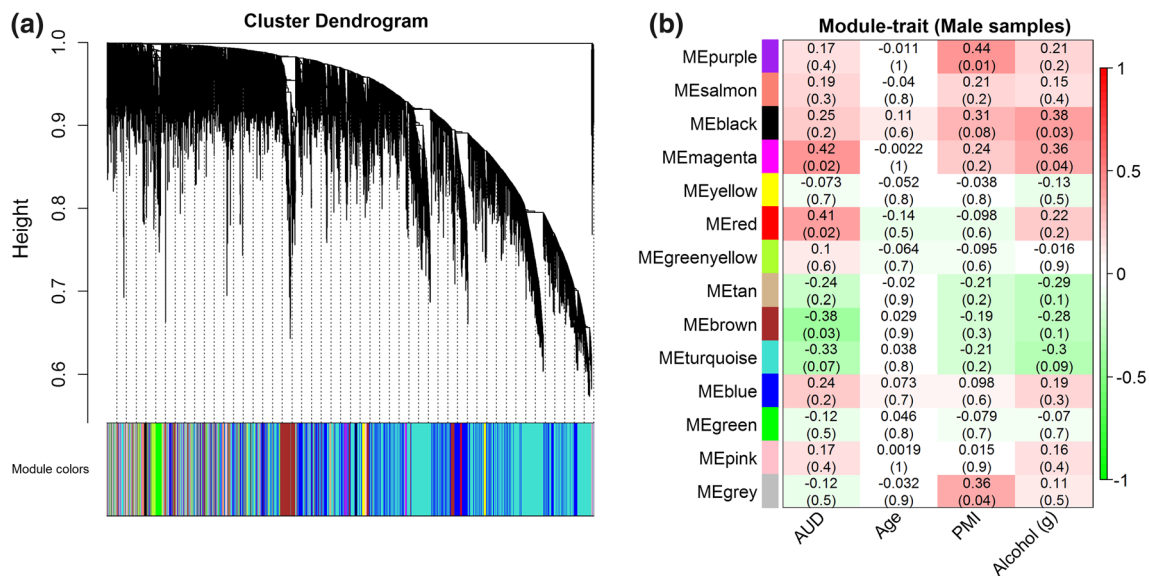 (a)
Cluster Dendrogram
Height
1.0
0.9
0.8
0.7
0.6
Module colors
(b)
Module-trait (Male samples)
MEpurple 0.17 -0.011 0.44 0.21
(0.4) (1) (0.01) (0.2)
MEsalmon 0.19 -0.04 0.21 0.15
(0.3) (0.8) (0.2) (0.4)
MEblack 0.25 0.11 0.31 0.38
(0.2) (0.6) (0.08) (0.03)
MEmagenta 0.42 -0.0022 0.24 0.36
(0.02) (1) (0.2) (0.04)
MEyellow -0.073 -0.052 -0.038 -0.13
(0.7) (0.8) (0.8) (0.5)
MEred 0.41 -0.14 -0.098 0.22
(0.02) (0.5) (0.6) (0.2)
MEgreenyellow 0.1 -0.064 -0.095 -0.016
(0.6) (0.7) (0.6) (0.9)
MEtan -0.24 -0.02 -0.21 -0.29
(0.2) (0.9) (0.2) (0.1)
MEbrown -0.38 0.029 -0.19 -0.28
(0.03) (0.9) (0.3) (0.1)
MEturquoise -0.33 0.038 -0.21 -0.3
(0.07) (0.8) (0.2) (0.09)
MEblue 0.24 0.073 0.098 0.19
(0.2) (0.7) (0.6) (0.3)
MEgreen -0.12 0.046 -0.079 -0.07
(0.5) (0.8) (0.7) (0.7)
MEpink 0.17 0.0019 0.015 0.16
(0.4) (1) (0.9) (0.4)
MEgrey -0.12 -0.032 0.36 0.11
(0.5) (0.9) (0.04) (0.5)
AUD Age PMI Alcohol (g)
1
0.5
0
-0.5
-1